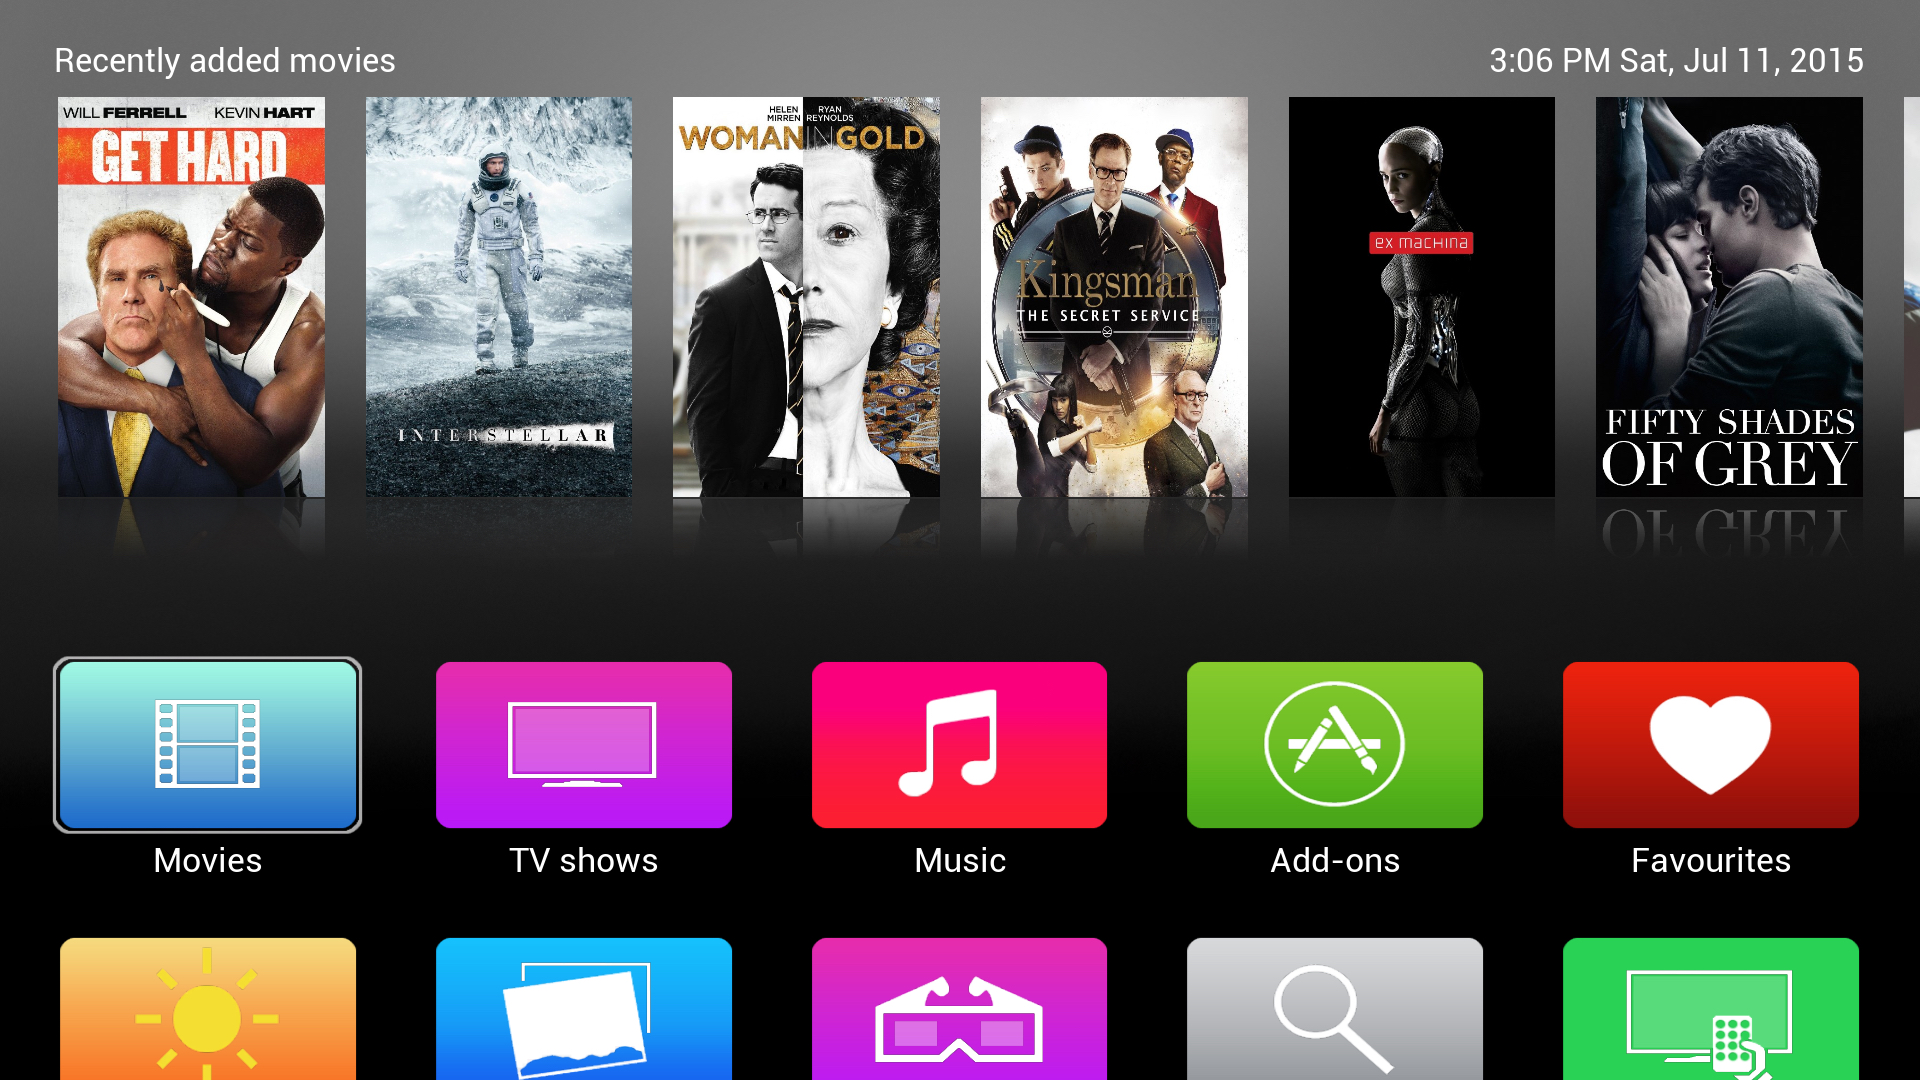 Recently added movies
3:06 PM Sat, Jul 11, 2015
WILL FERRELL KEVIN HART
GET HARD
INTERSTELLAR
HELEN MIRREN
RYAN REYNOLDS
WOMAN IN GOLD
Kingsman
THE SECRET SERVICE
ex machina
FIFTY SHADES
OF GREY
Movies
TV shows
Music
Add-ons
Favourites